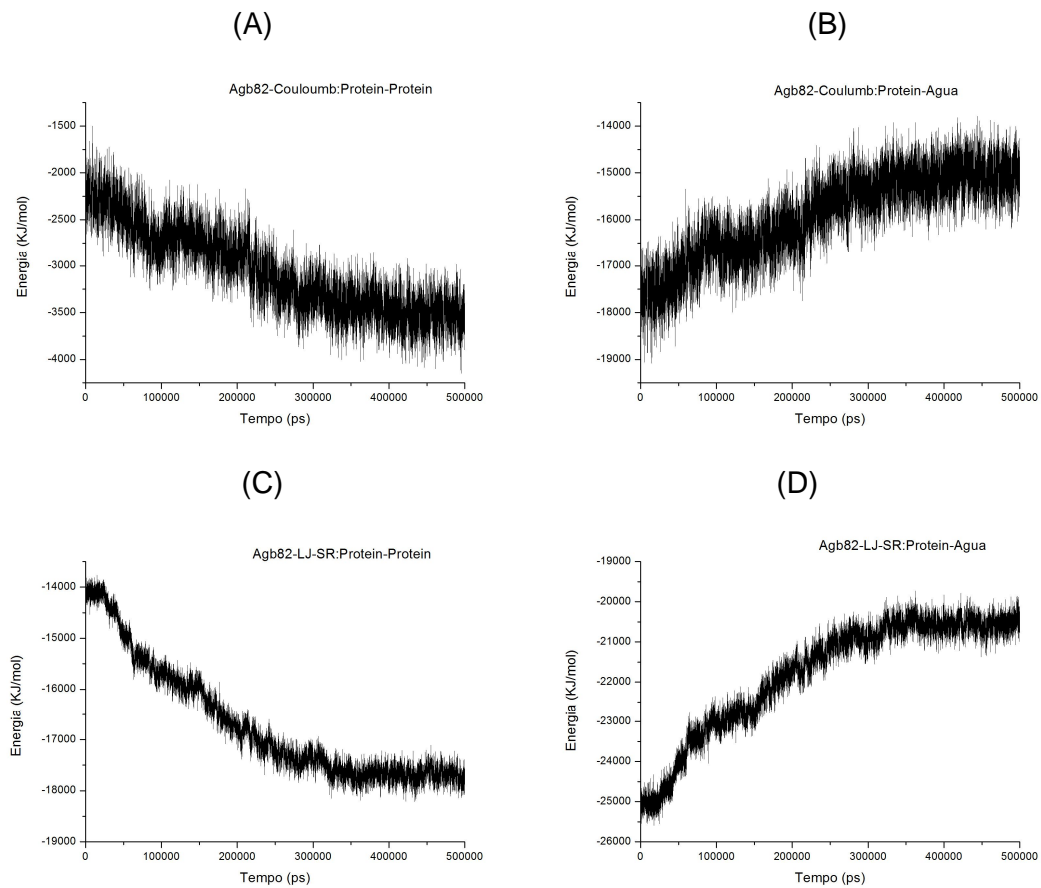 (A)
Agb82-Couloumb:Protein-Protein
-1500
-2000
-2500
-3000
-3500
-4000
Energia (KJ/mol)
0 100000 200000 300000 400000 500000
Tempo (ps)
(B)
Agb82-Coulumb:Protein-Agua
-14000
-15000
-16000
-17000
-18000
-19000
Energia (KJ/mol)
0 100000 200000 300000 400000 500000
Tempo (ps)
(C)
Agb82-LJ-SR:Protein-Protein
-14000
-15000
-16000
-17000
-18000
-19000
Energia (KJ/mol)
0 100000 200000 300000 400000 500000
Tempo (ps)
(D)
Agb82-LJ-SR:Protein-Agua
-19000
-20000
-21000
-22000
-23000
-24000
-25000
-26000
Energia (KJ/mol)
0 100000 200000 300000 400000 500000
Tempo (ps)